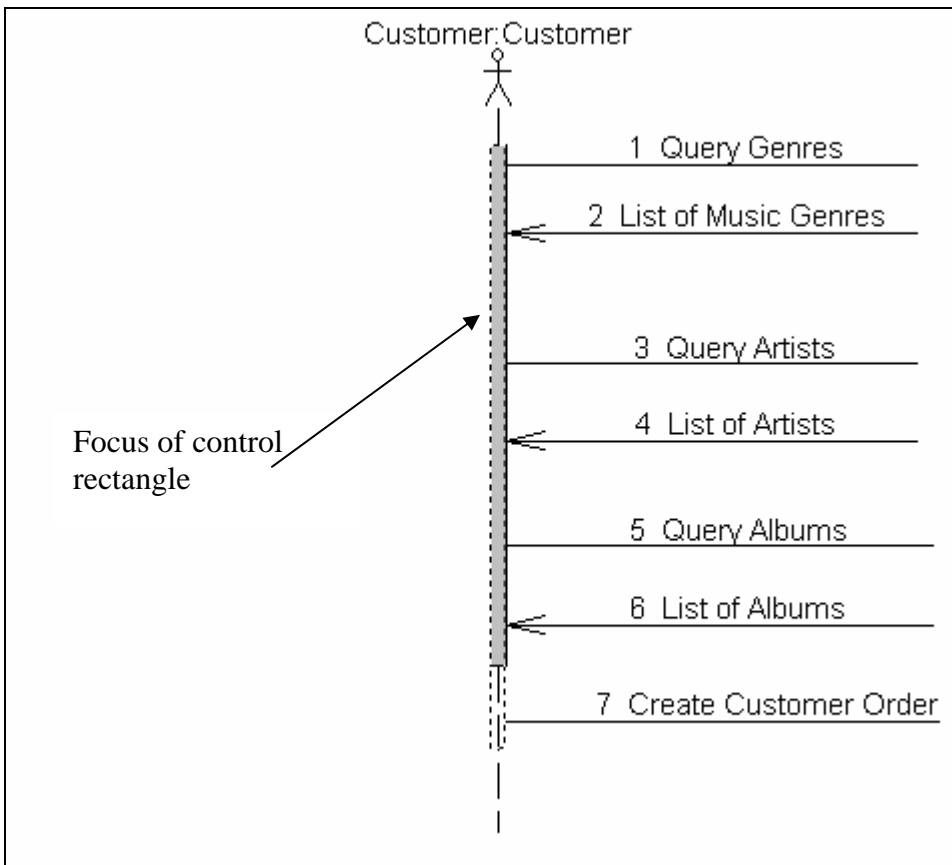 Customer:Customer
1 Query Genres
2 List of Music Genres
3 Query Artists
4 List of Artists
Focus of control
rectangle
5 Query Albums
6 List of Albums
7 Create Customer Order